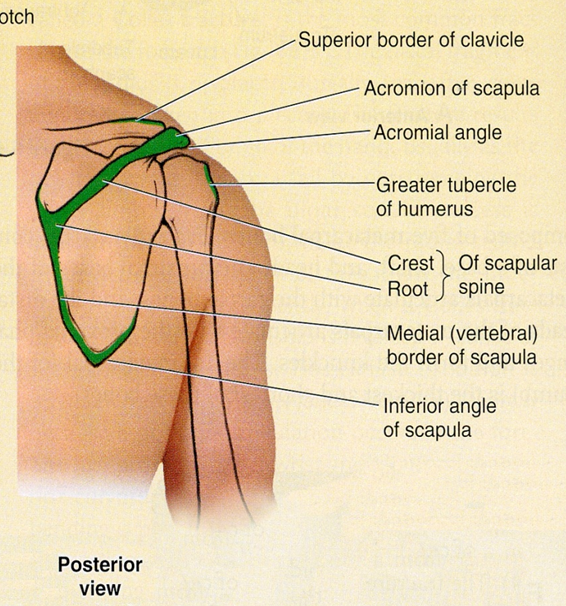 otch
Superior border of clavicle
Acromion of scapula
Acromial angle
Greater tubercle
of humerus
Crest } Of scapular
Root } spine
Medial (vertebral)
border of scapula
Inferior angle
of scapula
Posterior
view